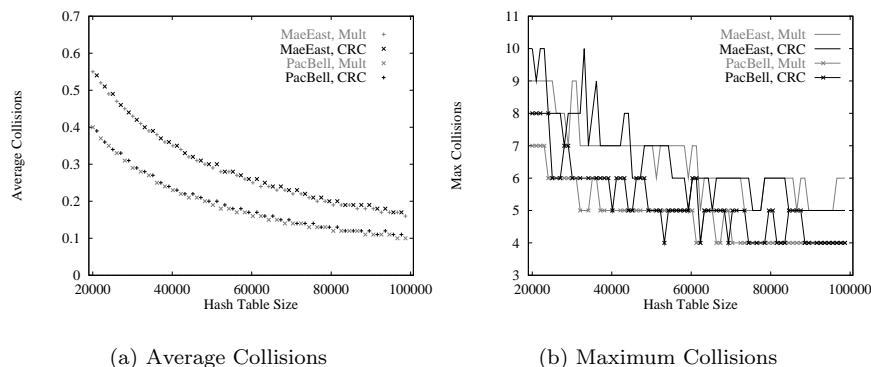 0.7
0.6
0.5
0.4
0.3
0.2
0.1
0
Average Collisions
MaeEast, Mult
MaeEast, CRC
PacBell, Mult
PacBell, CRC
20000 40000 60000 80000 100000
Hash Table Size
(a) Average Collisions
11
10
9
8
7
6
5
4
3
Max Collisions
MaeEast, Mult
MaeEast, CRC
PacBell, Mult
PacBell, CRC
20000 40000 60000 80000 100000
Hash Table Size
(b) Maximum Collisions